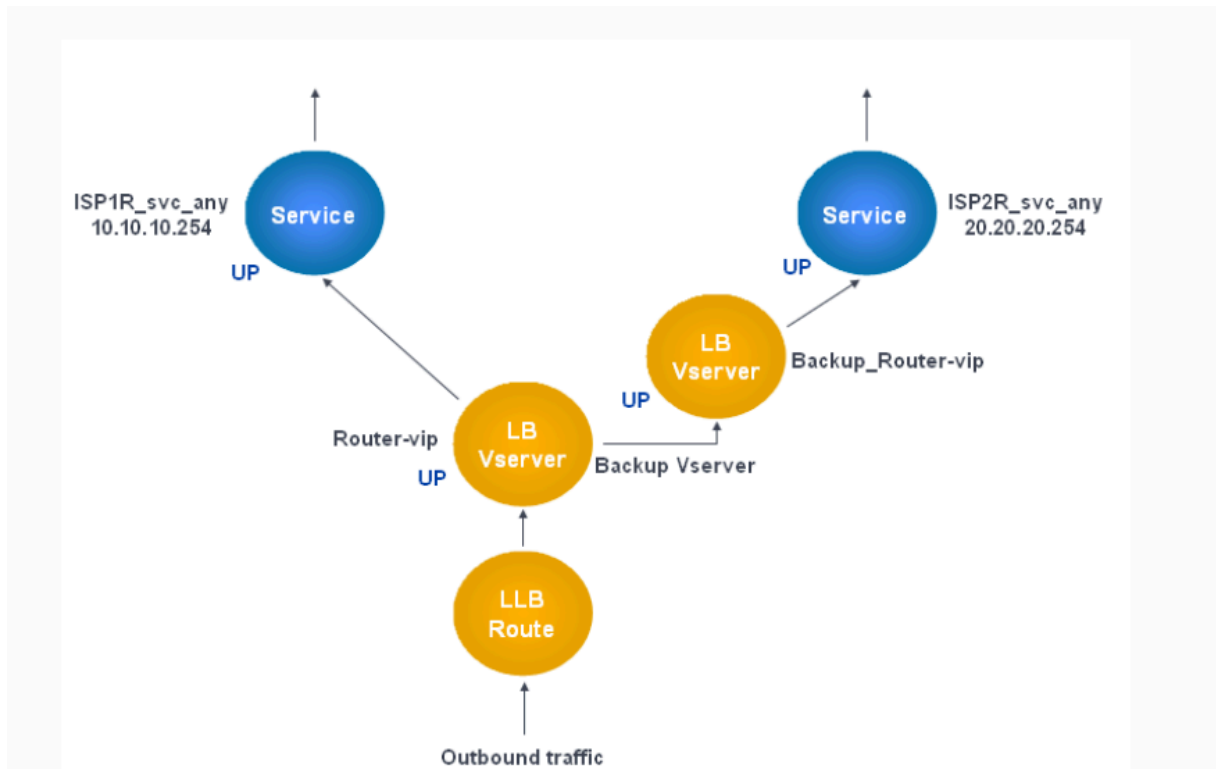 ISP1R_svc_any
10.10.10.254
Service
UP
Service
ISP2R_svc_any
20.20.20.254
UP
LB
Vserver
Backup_Router-vip
UP
Router-vip
LB
Vserver
UP
Backup Vserver
LLB
Route
Outbound traffic